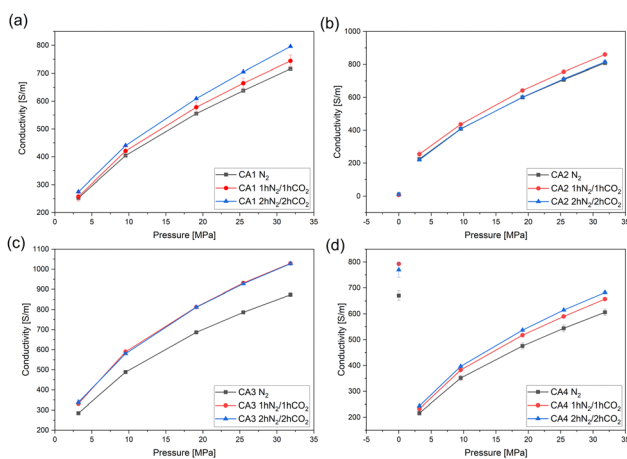 (a)
Conductivity [S/m]
800
700
600
500
400
300
200
0 5 10 15 20 25 30 35
Pressure [MPa]
CA1 N₂
CA1 1hN₂/1hCO₂
CA1 2hN₂/2hCO₂
(b)
Conductivity [S/m]
1000
800
600
400
200
0
-5 0 5 10 15 20 25 30 35
Pressure [MPa]
CA2 N₂
CA2 1hN₂/1hCO₂
CA2 2hN₂/2hCO₂
(c)
Conductivity [S/m]
1100
1000
900
800
700
600
500
400
300
200
0 5 10 15 20 25 30 35
Pressure [MPa]
CA3 N₂
CA3 1hN₂/1hCO₂
CA3 2hN₂/2hCO₂
(d)
Conductivity [S/m]
800
700
600
500
400
300
200
-5 0 5 10 15 20 25 30 35
Pressure [MPa]
CA4 N₂
CA4 1hN₂/1hCO₂
CA4 2hN₂/2hCO₂